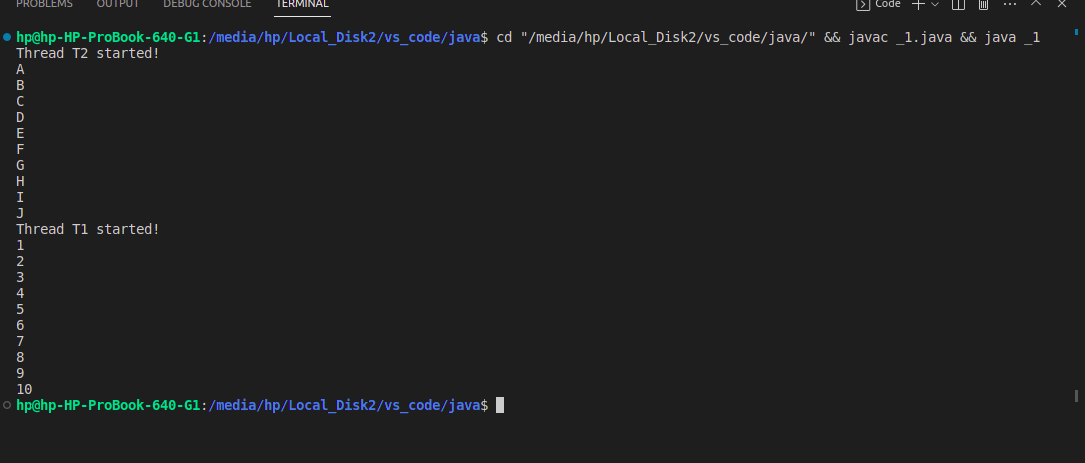 PROBLEMS OUTPUT DEBUG CONSOLE TERMINAL Code
hp@hp-HP-ProBook-640-G1:/media/hp/Local_Disk2/vs_code/java$ cd "/media/hp/Local_Disk2/vs_code/java/" && javac _1.java && java _1
Thread T2 started!
A
B
C
D
E
F
G
H
I
J
Thread T1 started!
1
2
3
4
5
6
7
8
9
10
hp@hp-HP-ProBook-640-G1:/media/hp/Local_Disk2/vs_code/java$